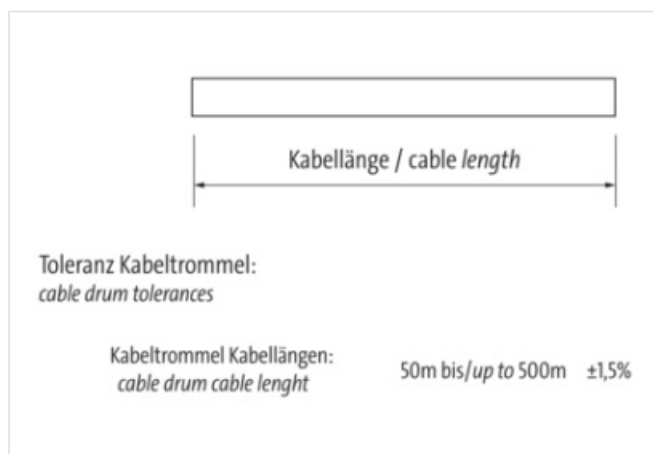 Kabellänge / cable length
Toleranz Kabeltrommel:
cable drum tolerances
Kabeltrommel Kabellängen:
cable drum cable lenght
50m bis/up to 500m ±1,5%